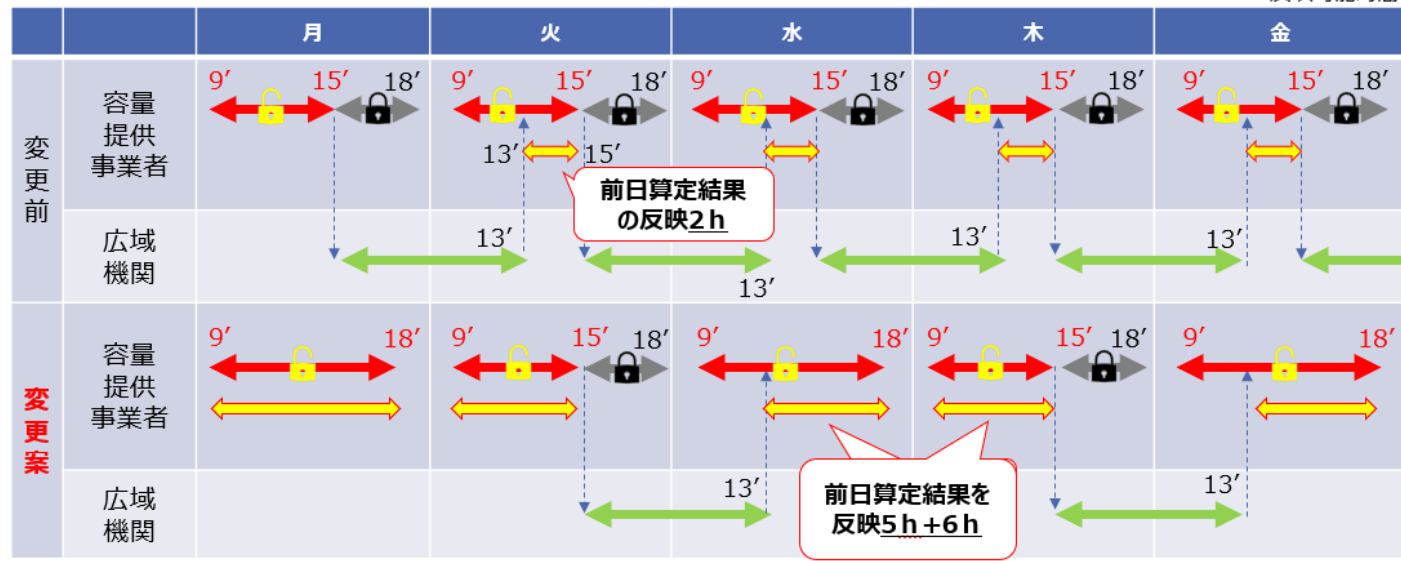 月 火 水 木 金
変更前
容量
提供
事業者
9′ 15′ 18′ 9′ 15′ 18′ 9′ 15′ 18′ 9′ 15′ 18′ 9′ 15′ 18′
13′ 15′
前日算定結果
の反映2ｈ
広域
機関
13′ 13′ 13′ 13′
変更案
容量
提供
事業者
9′ 18′ 9′ 15′ 18′ 9′ 18′ 9′ 15′ 18′ 9′ 18′
前日算定結果を
反映5ｈ+6ｈ
広域
機関
13′ 13′